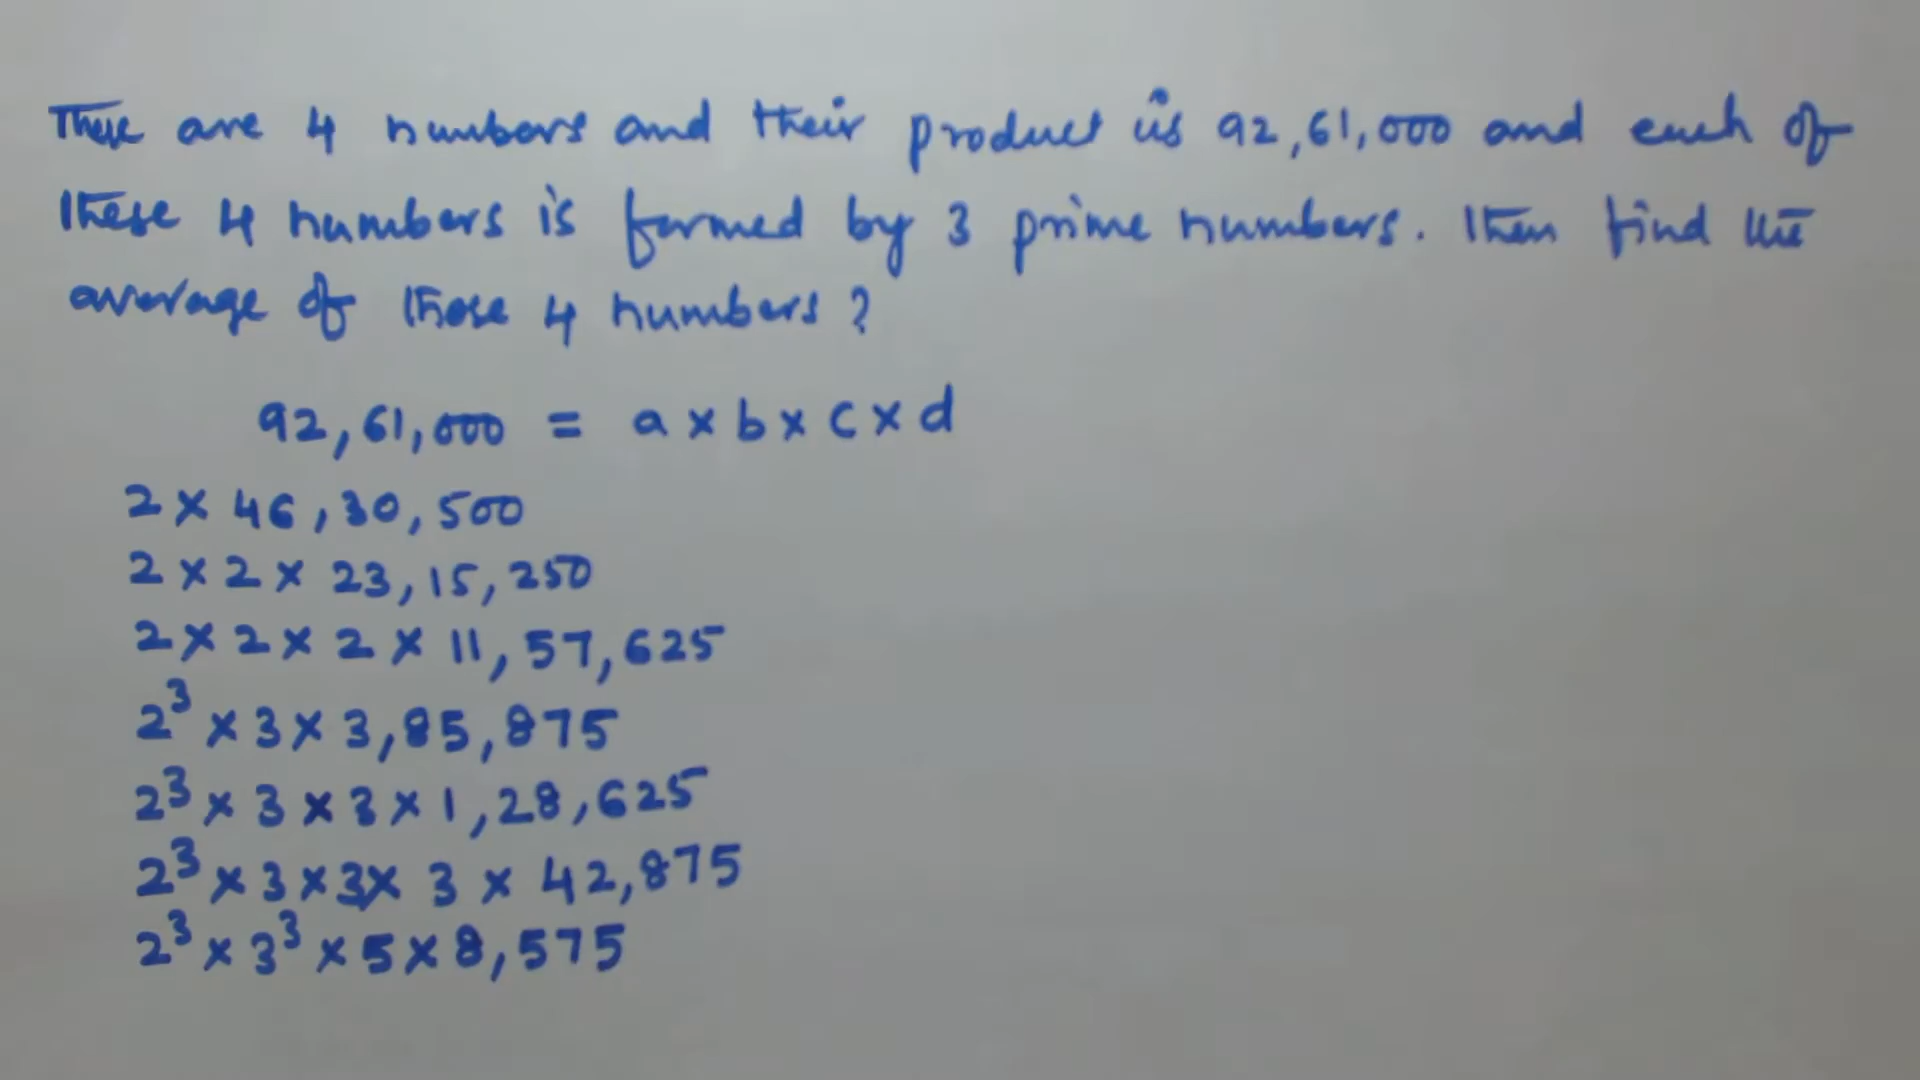 These are 4 numbers and their product is 92,61,000 and each of
these 4 numbers is formed by 3 prime numbers. Then find the
average of those 4 numbers?
92,61,000 = a × b × c × d
2 × 46,30,500
2 × 2 × 23,15,250
2 × 2 × 2 × 11,57,625
2³ × 3 × 3,85,875
2³ × 3 × 3 × 1,28,625
2³ × 3 × 3 × 3 × 42,875
2³ × 3³ × 5 × 8,575